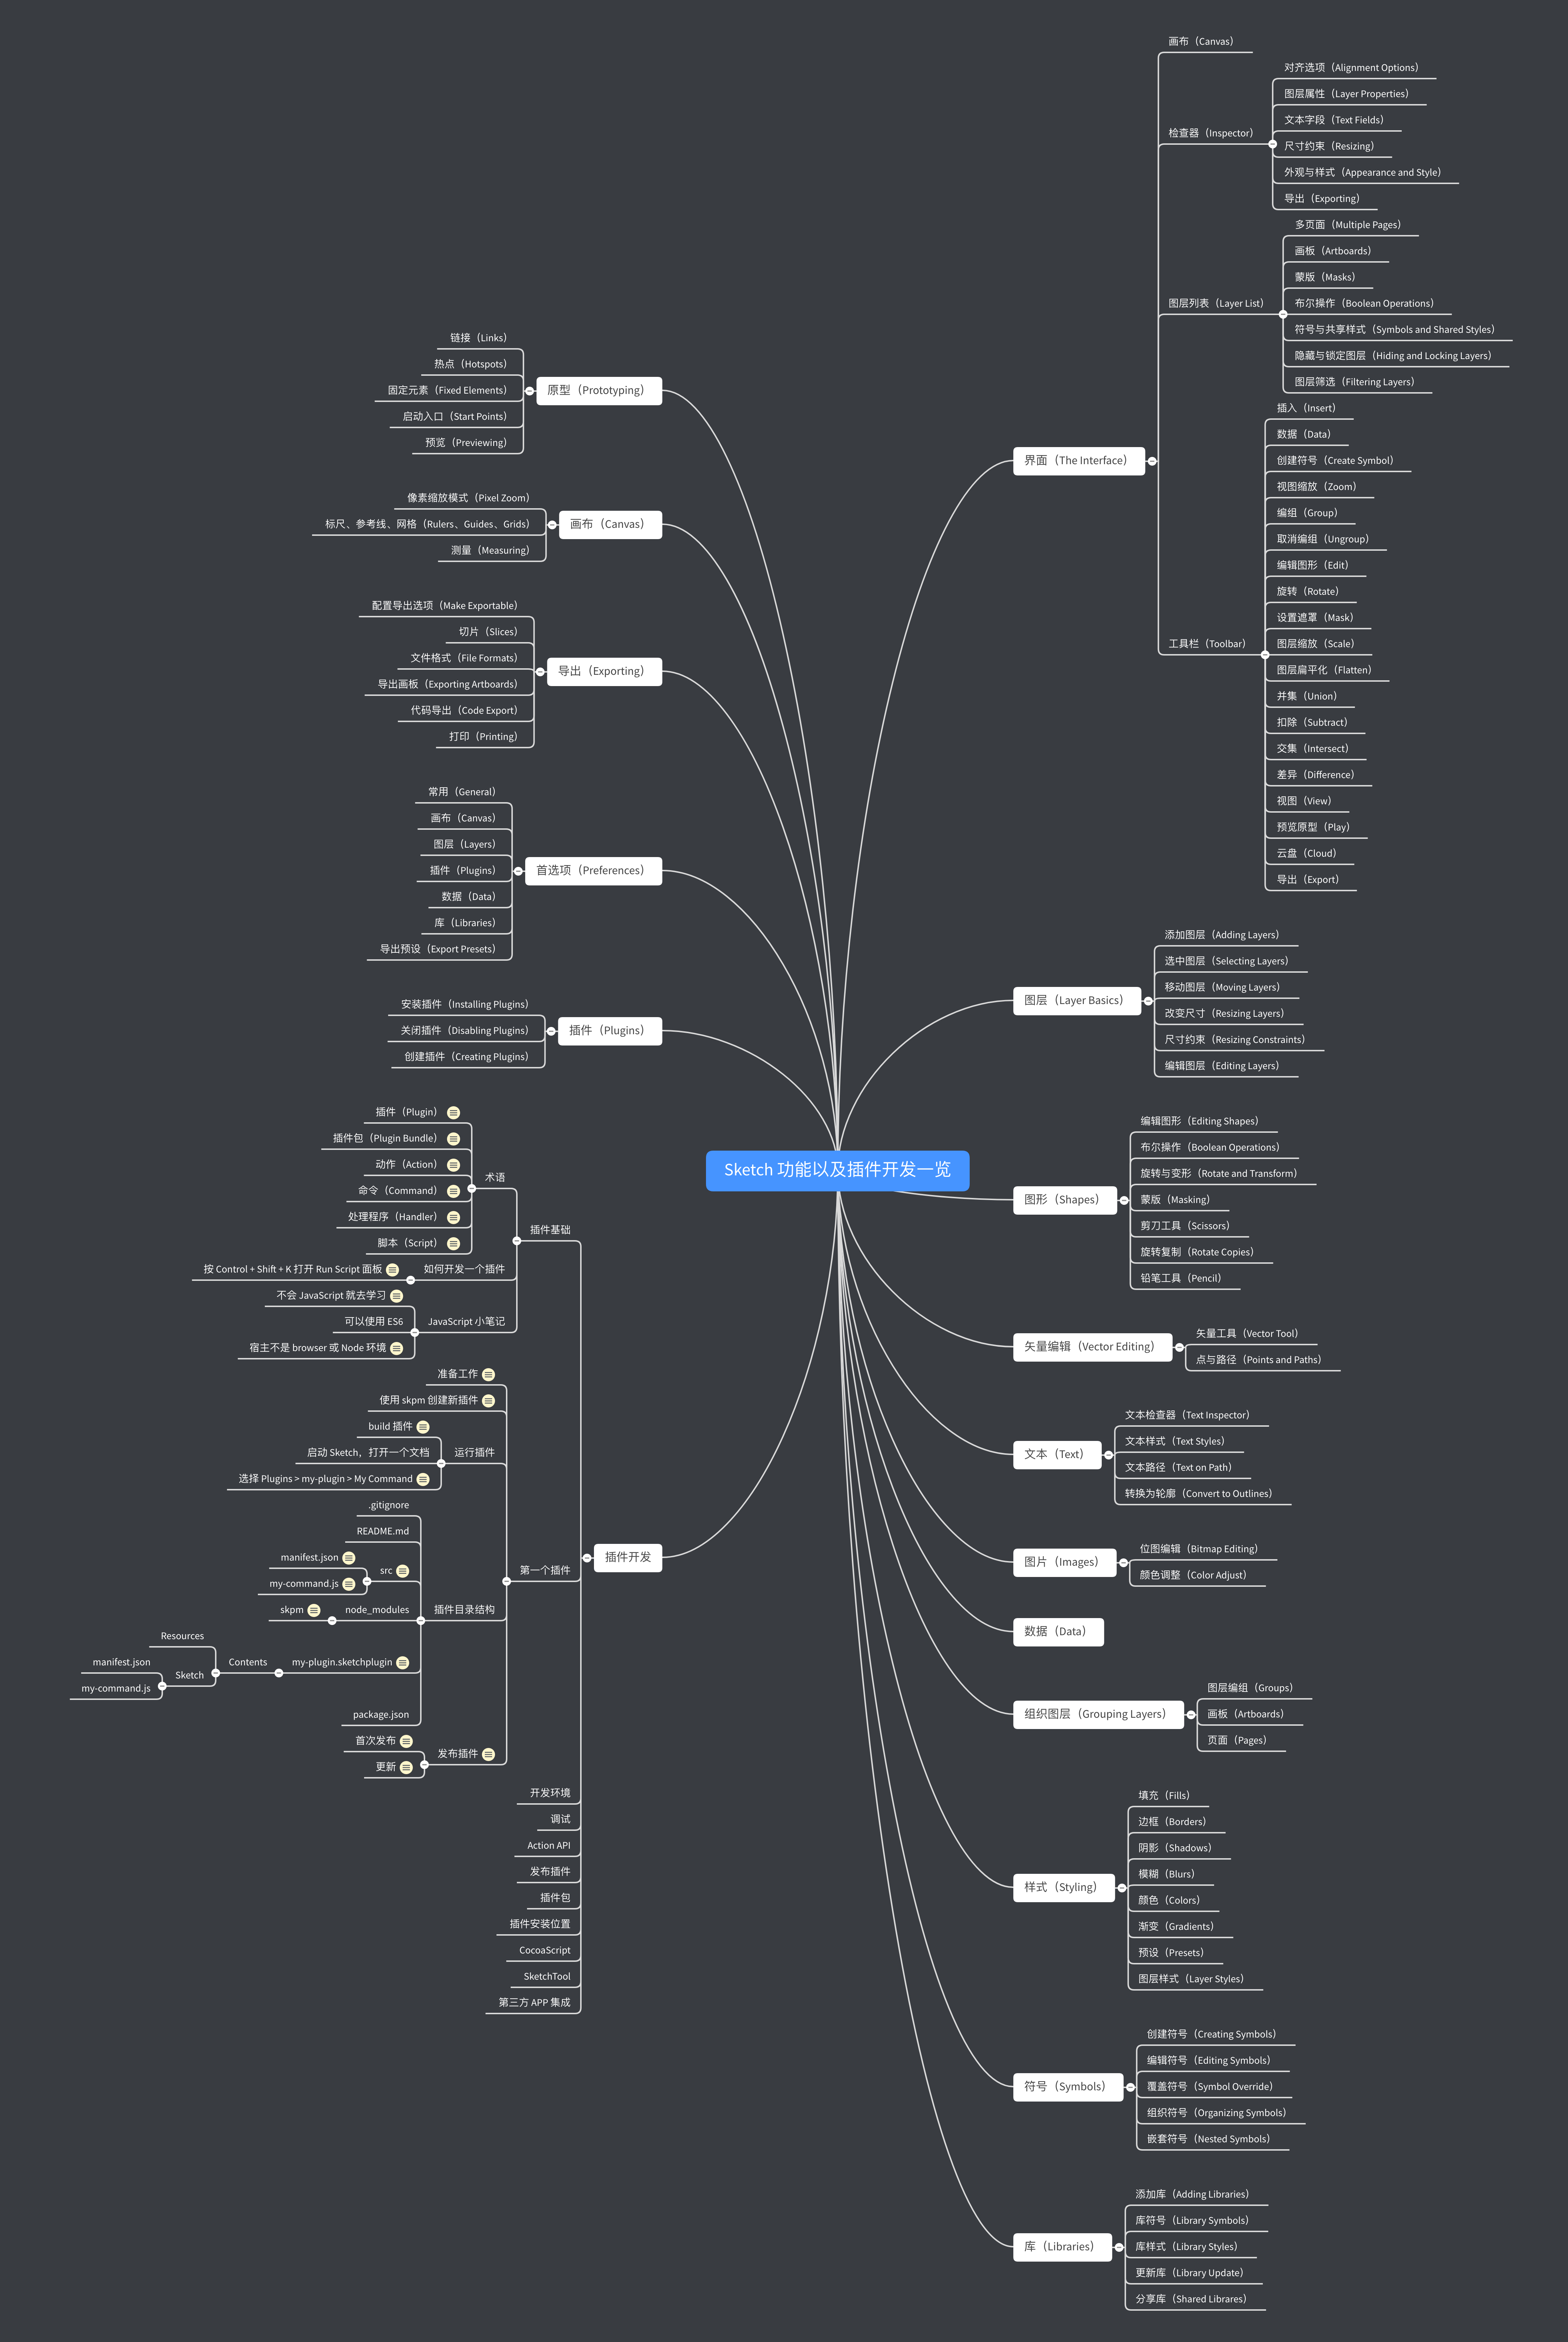 Sketch 功能以及插件开发一览
界面（The Interface）
画布（Canvas）
检查器（Inspector）
对齐选项（Alignment Options）
图层属性（Layer Properties）
文本字段（Text Fields）
尺寸约束（Resizing）
外观与样式（Appearance and Style）
导出（Exporting）
图层列表（Layer List）
多页面（Multiple Pages）
画板（Artboards）
蒙版（Masks）
布尔操作（Boolean Operations）
符号与共享样式（Symbols and Shared Styles）
隐藏与锁定图层（Hiding and Locking Layers）
图层筛选（Filtering Layers）
工具栏（Toolbar）
插入（Insert）
数据（Data）
创建符号（Create Symbol）
视图缩放（Zoom）
编组（Group）
取消编组（Ungroup）
编辑图形（Edit）
旋转（Rotate）
设置遮罩（Mask）
图层缩放（Scale）
图层扁平化（Flatten）
并集（Union）
扣除（Subtract）
交集（Intersect）
差异（Difference）
视图（View）
预览原型（Play）
云盘（Cloud）
导出（Export）
图层（Layer Basics）
添加图层（Adding Layers）
选中图层（Selecting Layers）
移动图层（Moving Layers）
改变尺寸（Resizing Layers）
尺寸约束（Resizing Constraints）
编辑图层（Editing Layers）
图形（Shapes）
编辑图形（Editing Shapes）
布尔操作（Boolean Operations）
旋转与变形（Rotate and Transform）
蒙版（Masking）
剪刀工具（Scissors）
旋转复制（Rotate Copies）
铅笔工具（Pencil）
矢量编辑（Vector Editing）
矢量工具（Vector Tool）
点与路径（Points and Paths）
文本（Text）
文本检查器（Text Inspector）
文本样式（Text Styles）
文本路径（Text on Path）
转换为轮廓（Convert to Outlines）
图片（Images）
位图编辑（Bitmap Editing）
颜色调整（Color Adjust）
数据（Data）
组织图层（Grouping Layers）
图层编组（Groups）
画板（Artboards）
页面（Pages）
样式（Styling）
填充（Fills）
边框（Borders）
阴影（Shadows）
模糊（Blurs）
颜色（Colors）
渐变（Gradients）
预设（Presets）
图层样式（Layer Styles）
符号（Symbols）
创建符号（Creating Symbols）
编辑符号（Editing Symbols）
覆盖符号（Symbol Override）
组织符号（Organizing Symbols）
嵌套符号（Nested Symbols）
库（Libraries）
添加库（Adding Libraries）
库符号（Library Symbols）
库样式（Library Styles）
更新库（Library Update）
分享库（Shared Librares）
原型（Prototyping）
链接（Links）
热点（Hotspots）
固定元素（Fixed Elements）
启动入口（Start Points）
预览（Previewing）
画布（Canvas）
像素缩放模式（Pixel Zoom）
标尺、参考线、网格（Rulers、Guides、Grids）
测量（Measuring）
导出（Exporting）
配置导出选项（Make Exportable）
切片（Slices）
文件格式（File Formats）
导出画板（Exporting Artboards）
代码导出（Code Export）
打印（Printing）
首选项（Preferences）
常用（General）
画布（Canvas）
图层（Layers）
插件（Plugins）
数据（Data）
库（Libraries）
导出预设（Export Presets）
插件（Plugins）
安装插件（Installing Plugins）
关闭插件（Disabling Plugins）
创建插件（Creating Plugins）
插件开发
插件基础
术语
插件（Plugin）
插件包（Plugin Bundle）
动作（Action）
命令（Command）
处理程序（Handler）
脚本（Script）
如何开发一个插件
按 Control + Shift + K 打开 Run Script 面板
JavaScript 小笔记
不会 JavaScript 就去学习
可以使用 ES6
宿主不是 browser 或 Node 环境
第一个插件
准备工作
使用 skpm 创建新插件
运行插件
build 插件
启动 Sketch，打开一个文档
选择 Plugins > my-plugin > My Command
插件目录结构
.gitignore
README.md
src
manifest.json
my-command.js
node_modules
skpm
my-plugin.sketchplugin
Contents
Resources
Sketch
manifest.json
my-command.js
package.json
发布插件
首次发布
更新
开发环境
调试
Action API
发布插件
插件包
插件安装位置
CocoaScript
SketchTool
第三方 APP 集成